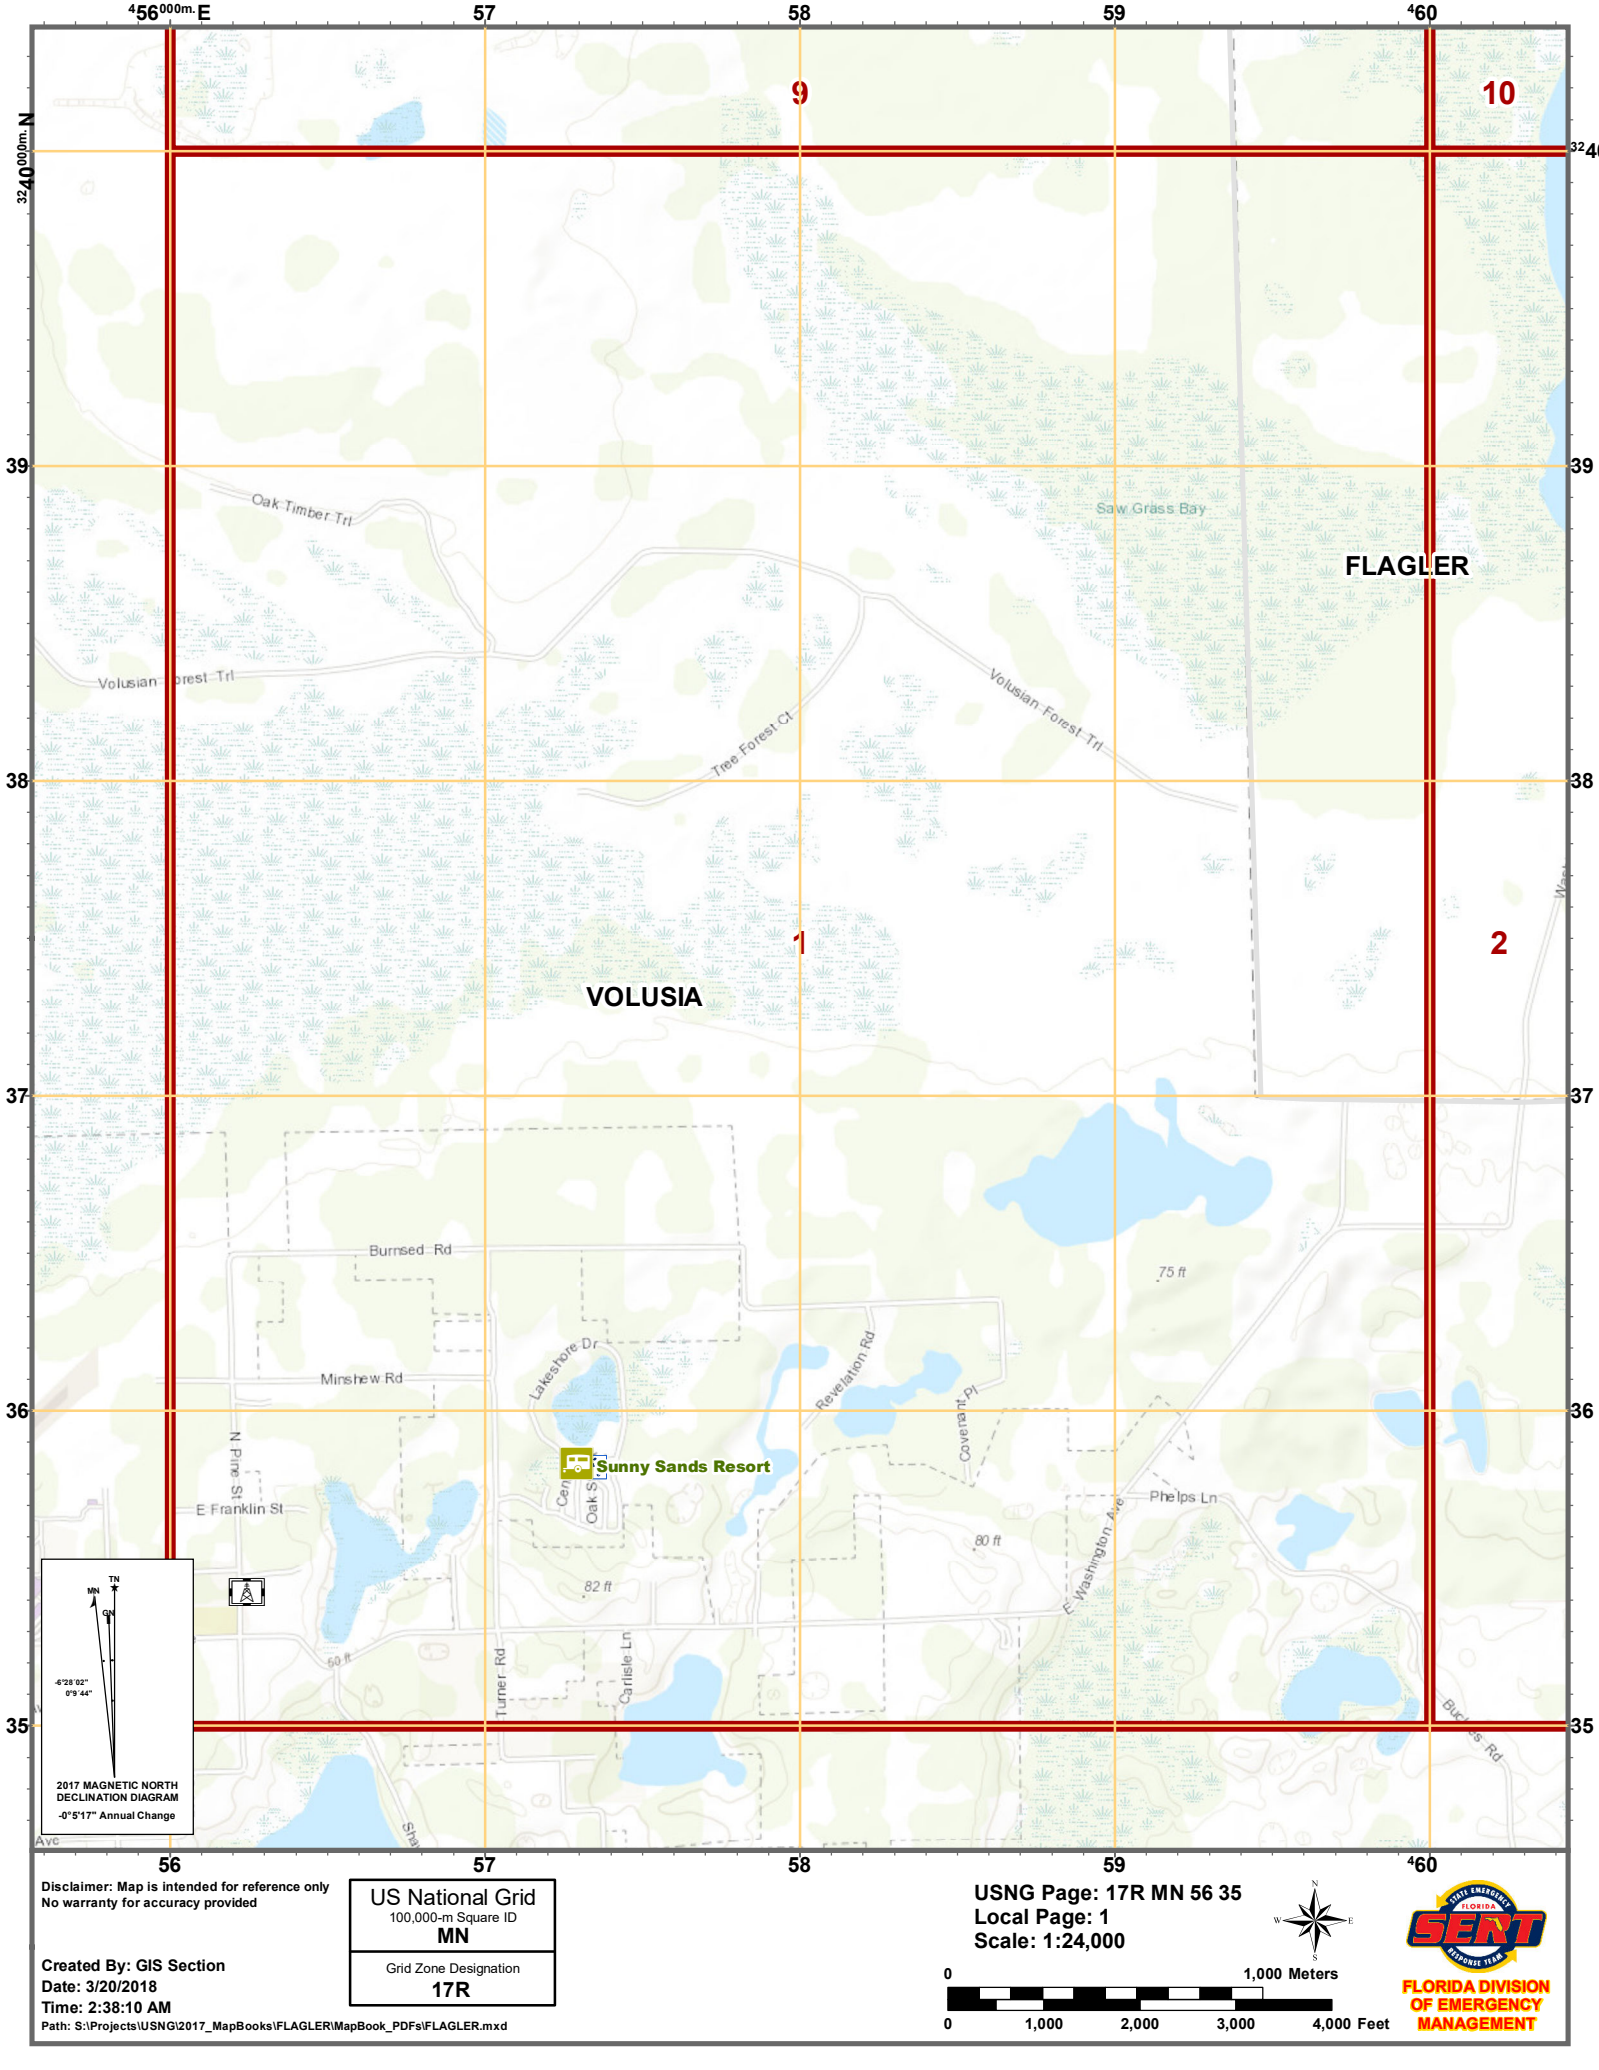 456000m. E 57 58 59 460
9 10
3240000m. N
39 39
Oak Timber Trl
Saw Grass Bay
FLAGLER
Volusian Forest Trl
Volusian Forest Trl
Tree Forest Ct
38 38
1 2
VOLUSIA
37 37
Burnsed Rd
75 ft
Lakeshore Dr
Minshew Rd
Revelation Rd
Covenant Pl
36 36
N Pine St
Sunny Sands Resort
Oak S
E Franklin St
Phelps Ln
E Washington Ave
80 ft
82 ft
60 ft
Turner Rd
Carlisle Ln
35 35
TN
MN
GN
-6°28'02"
0°9'44"
2017 MAGNETIC NORTH
DECLINATION DIAGRAM
-0°5'17" Annual Change
56 57 58 59 460
Disclaimer: Map is intended for reference only
No warranty for accuracy provided
Created By: GIS Section
Date: 3/20/2018
Time: 2:38:10 AM
Path: S:\Projects\USNG\2017_MapBooks\FLAGLER\MapBook_PDFs\FLAGLER.mxd
US National Grid
100,000-m Square ID
MN
Grid Zone Designation
17R
USNG Page: 17R MN 56 35
Local Page: 1
Scale: 1:24,000
N
W E
S
0 1,000 Meters
0 1,000 2,000 3,000 4,000 Feet
STATE EMERGENCY
FLORIDA
SERT
RESPONSE TEAM
FLORIDA DIVISION
OF EMERGENCY
MANAGEMENT